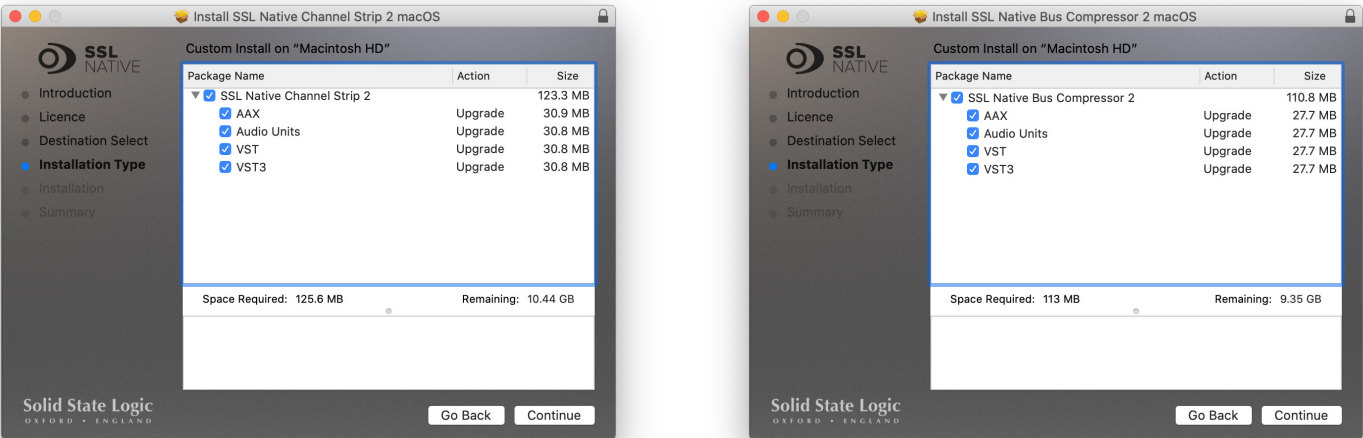 Install SSL Native Channel Strip 2 macOS
SSL
NATIVE
Introduction
Licence
Destination Select
Installation Type
Installation
Summary
Custom Install on “Macintosh HD”
Package Name Action Size
SSL Native Channel Strip 2 123.3 MB
AAX Upgrade 30.9 MB
Audio Units Upgrade 30.8 MB
VST Upgrade 30.8 MB
VST3 Upgrade 30.8 MB
Space Required: 125.6 MB Remaining: 10.44 GB
Solid State Logic
OXFORD • ENGLAND
Go Back Continue
Install SSL Native Bus Compressor 2 macOS
SSL
NATIVE
Introduction
Licence
Destination Select
Installation Type
Installation
Summary
Custom Install on “Macintosh HD”
Package Name Action Size
SSL Native Bus Compressor 2 110.8 MB
AAX Upgrade 27.7 MB
Audio Units Upgrade 27.7 MB
VST Upgrade 27.7 MB
VST3 Upgrade 27.7 MB
Space Required: 113 MB Remaining: 9.35 GB
Solid State Logic
OXFORD • ENGLAND
Go Back Continue